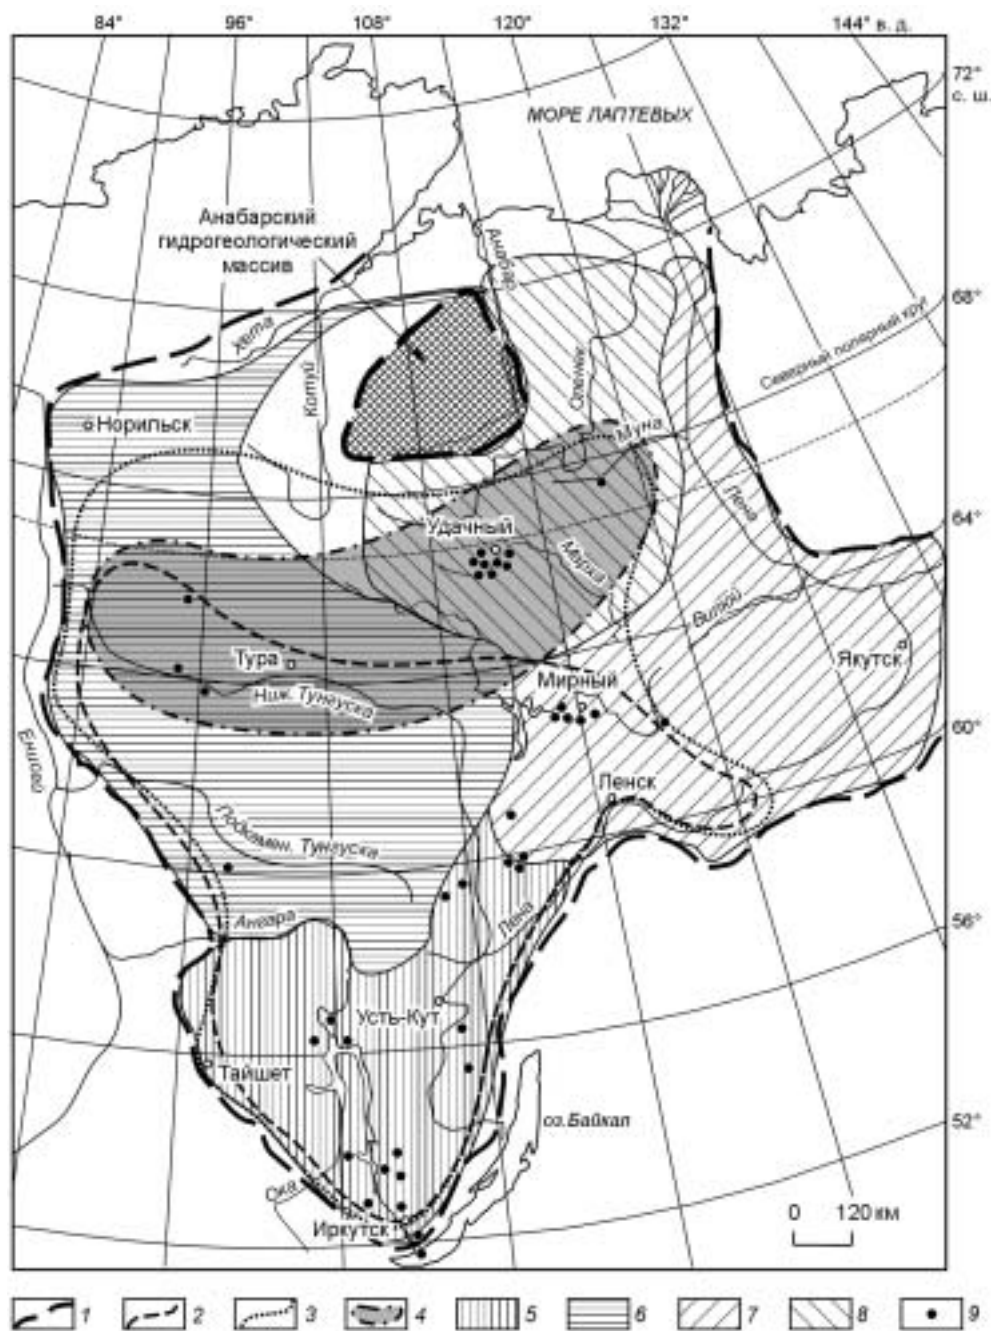 84° 96° 108° 120° 132° 144° в. д.
72°
с. ш.
МОРЕ ЛАПТЕВЫХ
Анабарский
гидрогеологический
массив
Анабар
68°
Северный полярный круг
Хета
Котуй
Оленек
Норильск
Муна
Лена
64°
Удачный
Марха
Вилюй
Якутск
Тура
Мирный
Ниж. Тунгуска
60°
Енисей
Ленск
Подкамен. Тунгуска
Ангара
Лена
56°
Усть-Кут
Тайшет
оз.Байкал
52°
Ока
Иркутск
0 120 км
1 2 3 4 5 6 7 8 9